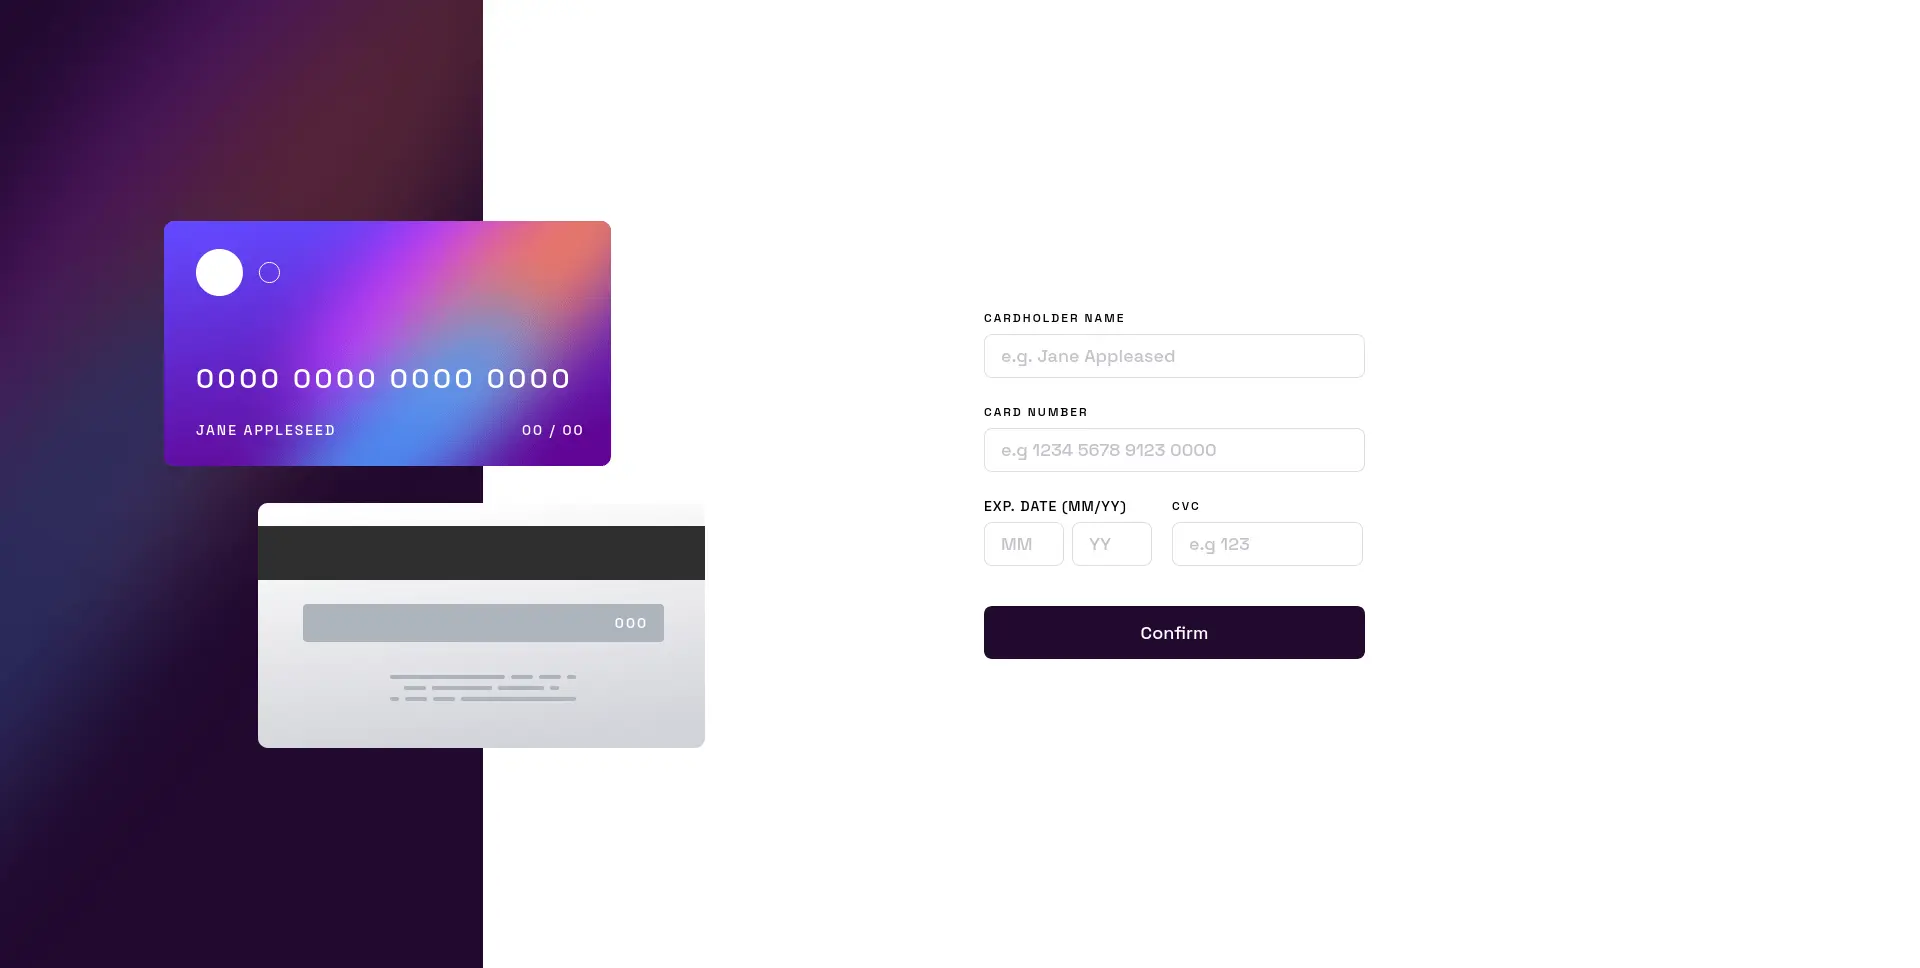 0000 0000 0000 0000
JANE APPLESEED 00 / 00
000
CARDHOLDER NAME
e.g. Jane Appleased
CARD NUMBER
e.g 1234 5678 9123 0000
EXP. DATE (MM/YY) CVC
MM YY e.g 123
Confirm